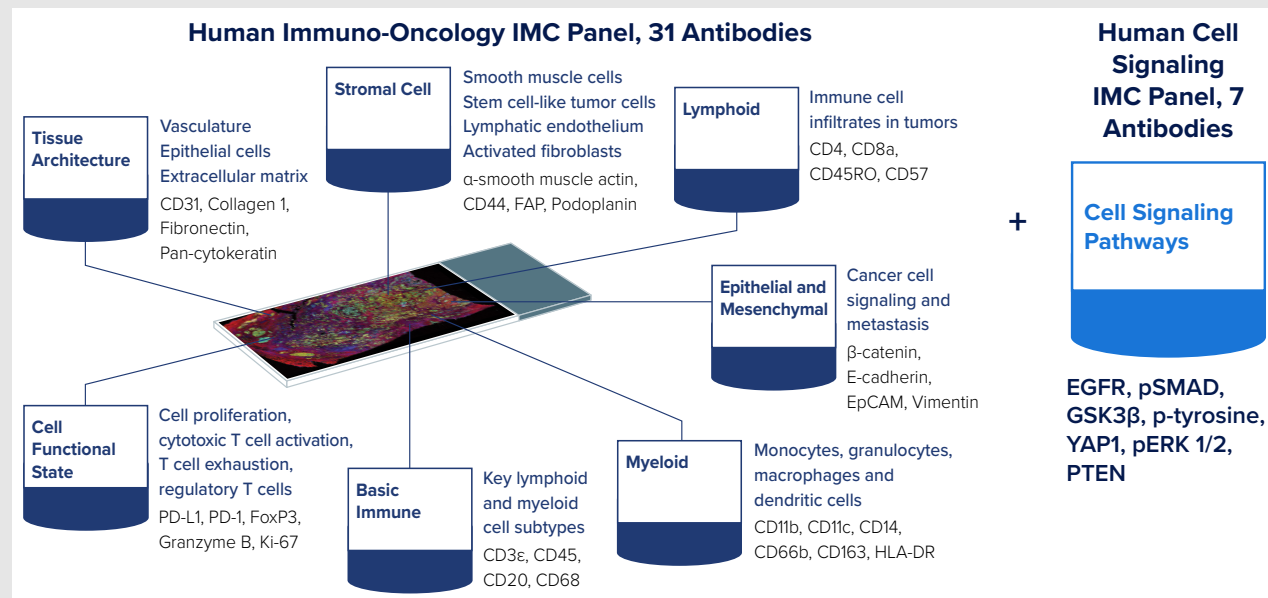 Human Immuno-Oncology IMC Panel, 31 Antibodies
Tissue
Architecture
Vasculature
Epithelial cells
Extracellular matrix
CD31, Collagen 1,
Fibronectin,
Pan-cytokeratin
Stromal Cell
Smooth muscle cells
Stem cell-like tumor cells
Lymphatic endothelium
Activated fibroblasts
α-smooth muscle actin,
CD44, FAP, Podoplanin
Lymphoid
Immune cell
infiltrates in tumors
CD4, CD8a,
CD45RO, CD57
Epithelial and
Mesenchymal
Cancer cell
signaling and
metastasis
β-catenin,
E-cadherin,
EpCAM, Vimentin
Cell
Functional
State
Cell proliferation,
cytotoxic T cell activation,
T cell exhaustion,
regulatory T cells
PD-L1, PD-1, FoxP3,
Granzyme B, Ki-67
Basic
Immune
Key lymphoid
and myeloid
cell subtypes
CD3ε, CD45,
CD20, CD68
Myeloid
Monocytes, granulocytes,
macrophages and
dendritic cells
CD11b, CD11c, CD14,
CD66b, CD163, HLA-DR
+
Human Cell
Signaling
IMC Panel, 7
Antibodies
Cell Signaling
Pathways
EGFR, pSMAD,
GSK3β, p-tyrosine,
YAP1, pERK 1/2,
PTEN